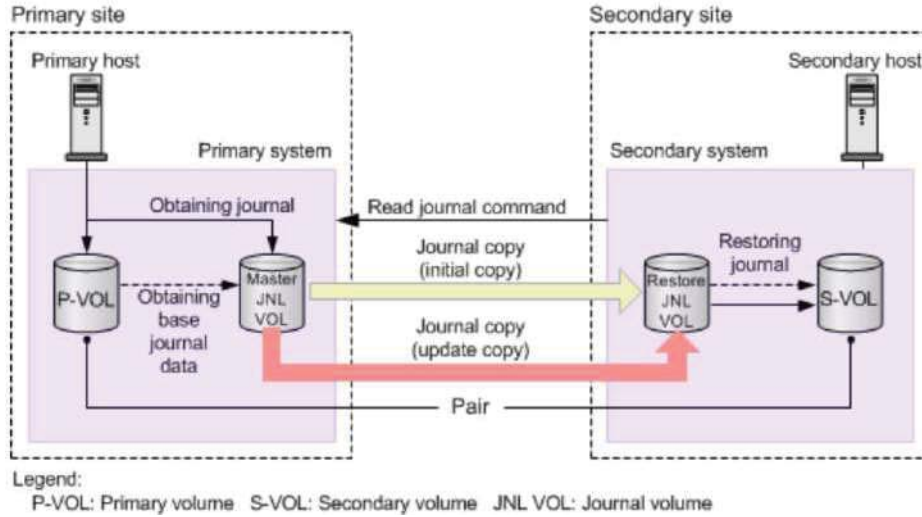 Primary site
Secondary site
Primary host
Secondary host
Primary system
Secondary system
Obtaining journal
Read journal command
Journal copy
(initial copy)
Restoring
journal
P-VOL
Obtaining
base
journal
data
Master
JNL
VOL
Restore
JNL
VOL
S-VOL
Journal copy
(update copy)
Pair
Legend:
P-VOL: Primary volume S-VOL: Secondary volume JNL VOL: Journal volume